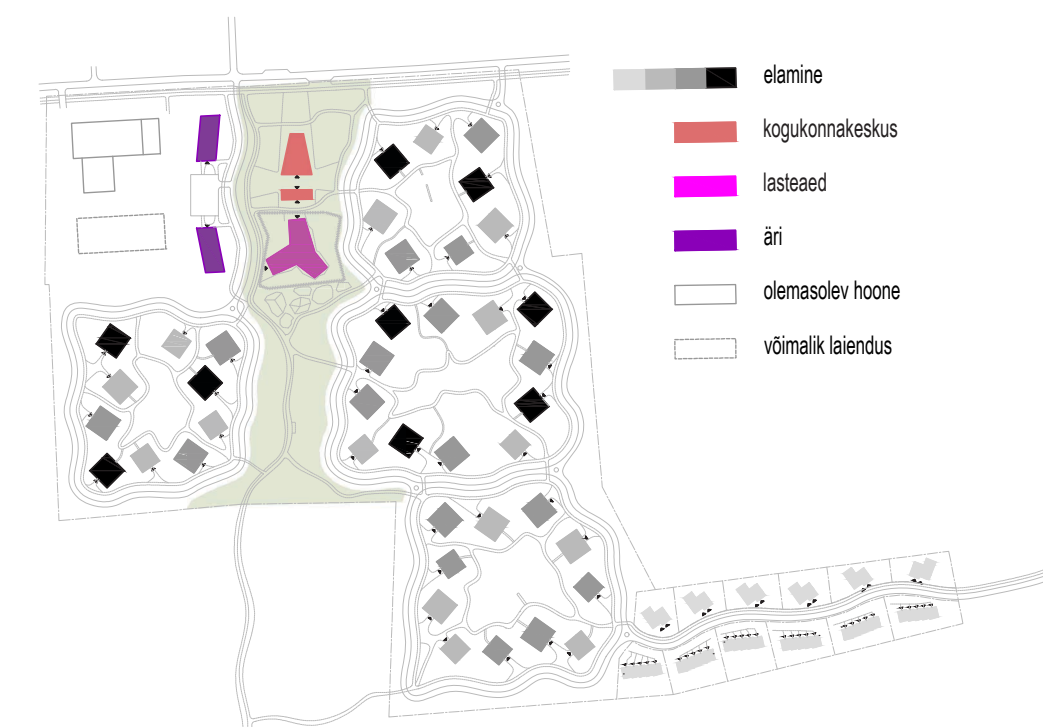 elamine
kogukonnakeskus
lasteaed
äri
olemasolev hoone
võimalik laiendus